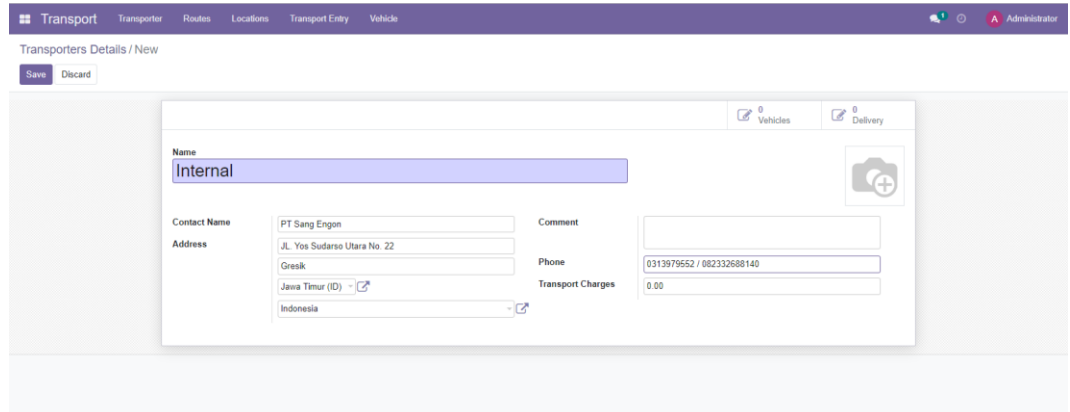 Transport Transporter Routes Locations Transport Entry Vehicle 1 A Administrator
Transporters Details / New
Save Discard
0 Vehicles 0 Delivery
Name
Internal
Contact Name PT Sang Engon Comment
Address JL. Yos Sudarso Utara No. 22
Gresik Phone 0313979552 / 082332688140
Jawa Timur (ID) Transport Charges 0.00
Indonesia